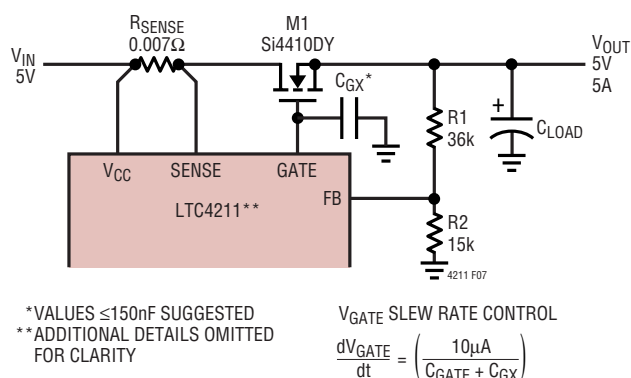 RSENSE
0.007Ω
M1
Si4410DY
VIN
5V
VOUT
5V
5A
CGX*
R1
36k
+
CLOAD
VCC
SENSE
GATE
FB
LTC4211**
R2
15k
4211 F07
*VALUES ≤150nF SUGGESTED
**ADDITIONAL DETAILS OMITTED
FOR CLARITY
VGATE SLEW RATE CONTROL
dVGATE/dt = (10μA/(CGATE + CGX))